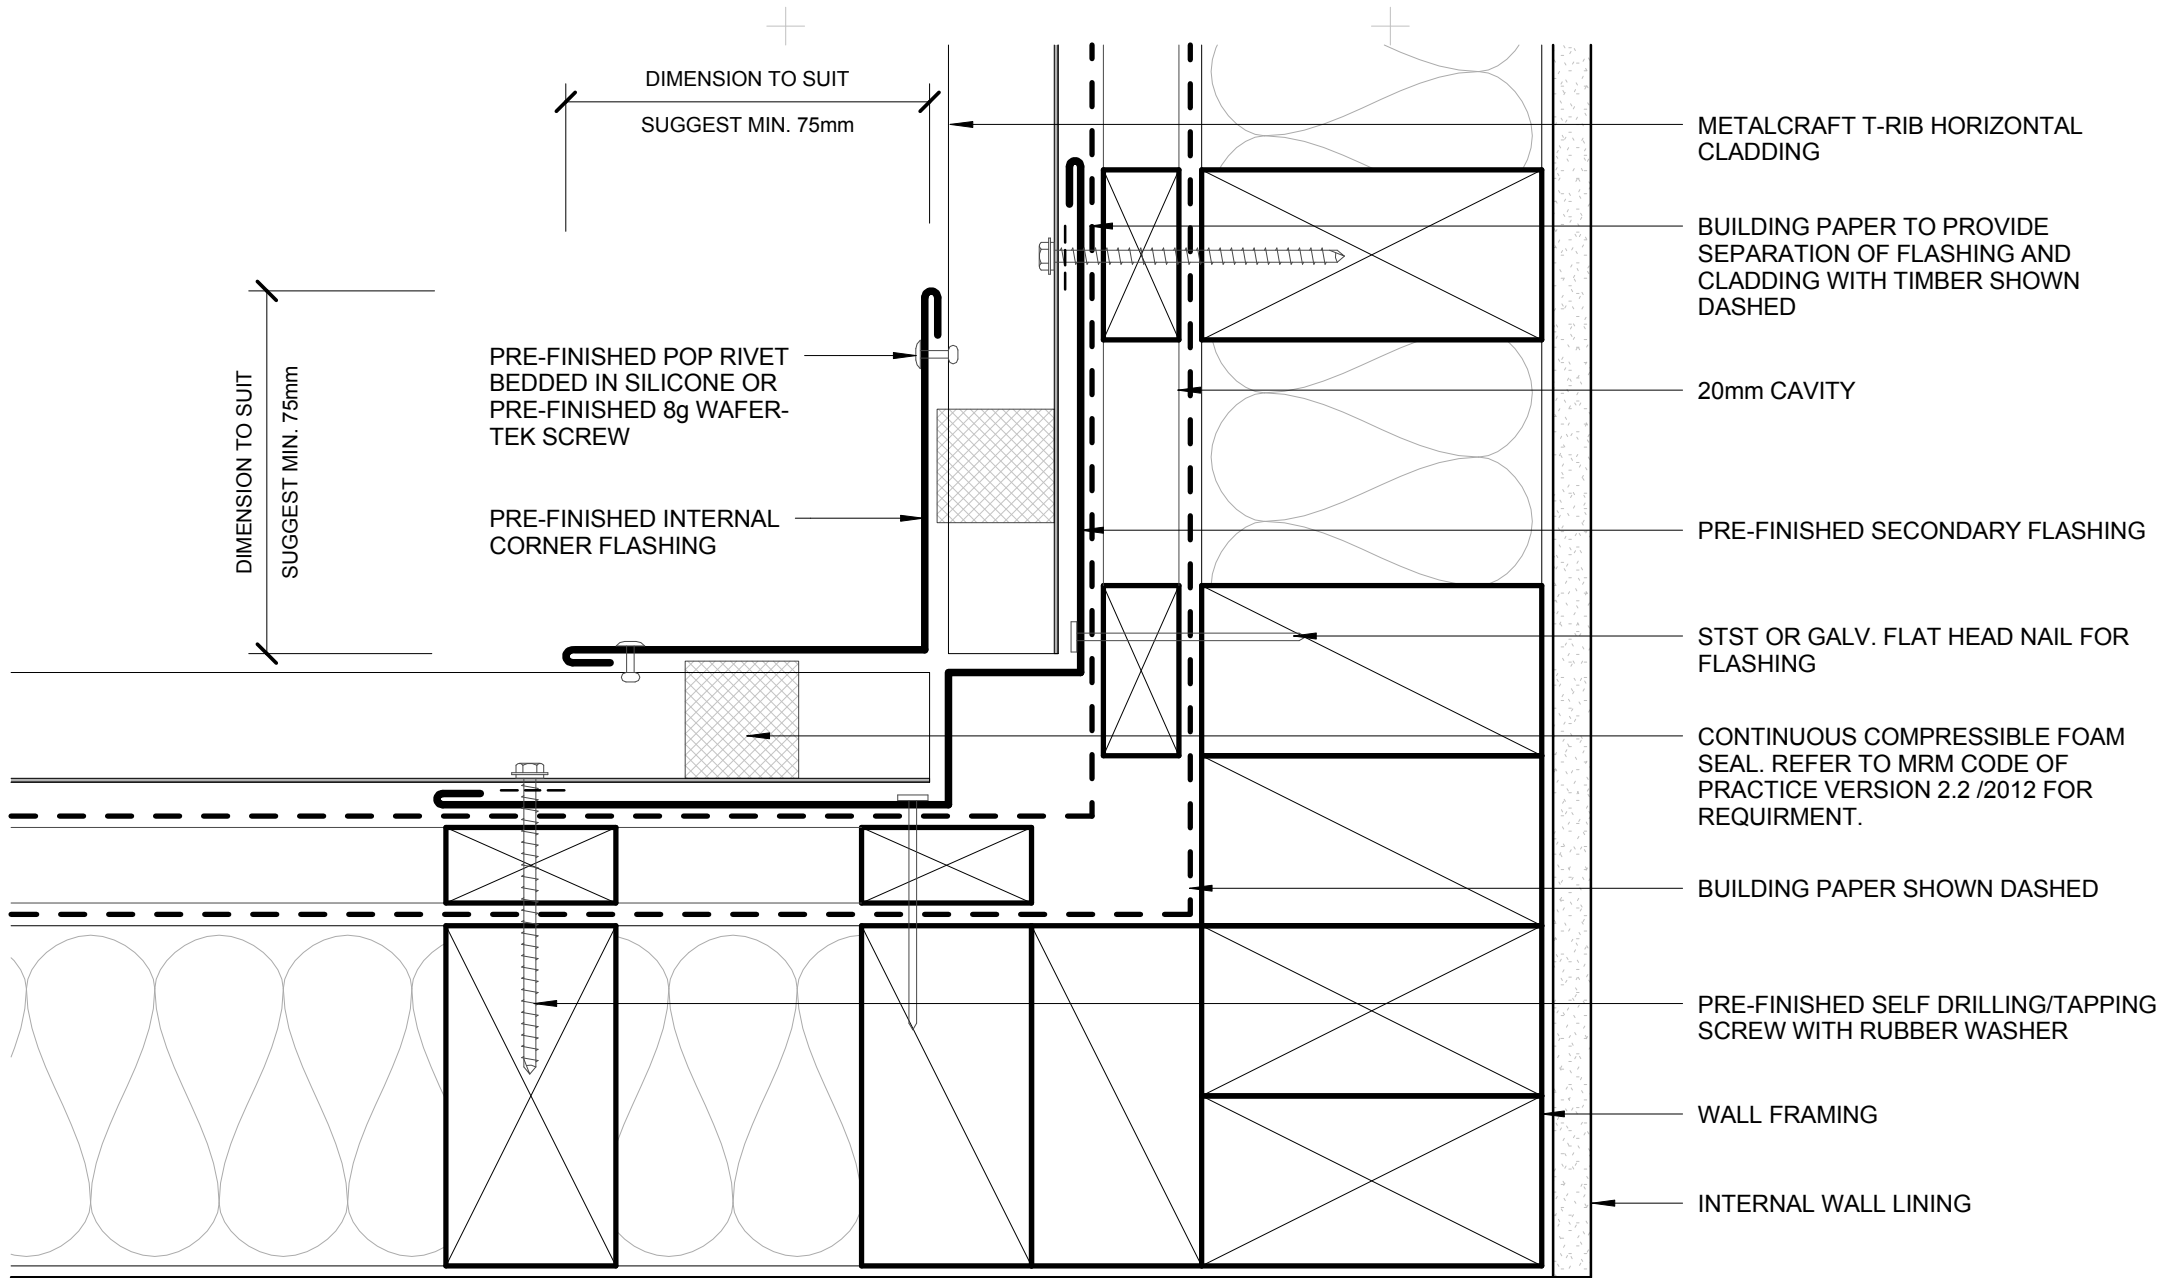 DIMENSION TO SUIT
SUGGEST MIN. 75mm
DIMENSION TO SUIT
SUGGEST MIN. 75mm
PRE-FINISHED POP RIVET
BEDDED IN SILICONE OR
PRE-FINISHED 8g WAFER-
TEK SCREW
PRE-FINISHED INTERNAL
CORNER FLASHING
METALCRAFT T-RIB HORIZONTAL
CLADDING
BUILDING PAPER TO PROVIDE
SEPARATION OF FLASHING AND
CLADDING WITH TIMBER SHOWN
DASHED
20mm CAVITY
PRE-FINISHED SECONDARY FLASHING
STST OR GALV. FLAT HEAD NAIL FOR
FLASHING
CONTINUOUS COMPRESSIBLE FOAM
SEAL. REFER TO MRM CODE OF
PRACTICE VERSION 2.2 /2012 FOR
REQUIRMENT.
BUILDING PAPER SHOWN DASHED
PRE-FINISHED SELF DRILLING/TAPPING
SCREW WITH RUBBER WASHER
WALL FRAMING
INTERNAL WALL LINING